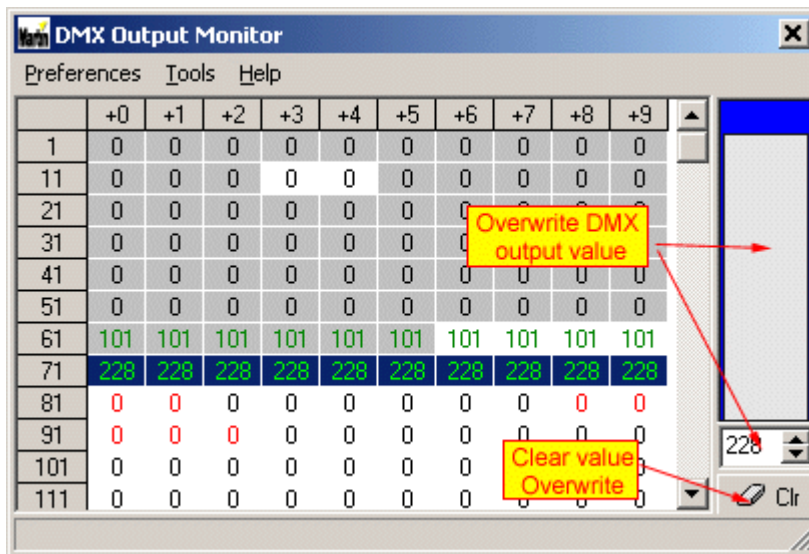 Martin DMX Output Monitor
Preferences Tools Help
+0 +1 +2 +3 +4 +5 +6 +7 +8 +9
1 0 0 0 0 0 0 0 0 0 0
11 0 0 0 0 0 0 0 0 0 0
21 0 0 0 0 0 0 0
31 0 0 0 0 0 0
41 0 0 0 0 0 0
51 0 0 0 0 0 0 0 0 0 0
61 101 101 101 101 101 101 101 101 101 101
71 228 228 228 228 228 228 228 228 228 228
81 0 0 0 0 0 0 0 0 0 0
91 0 0 0 0 0 0 0 0 0 0
101 0 0 0 0 0 0 0
111 0 0 0 0 0 0 0
Overwrite DMX
output value
228
Clear value
Overwrite
Clr